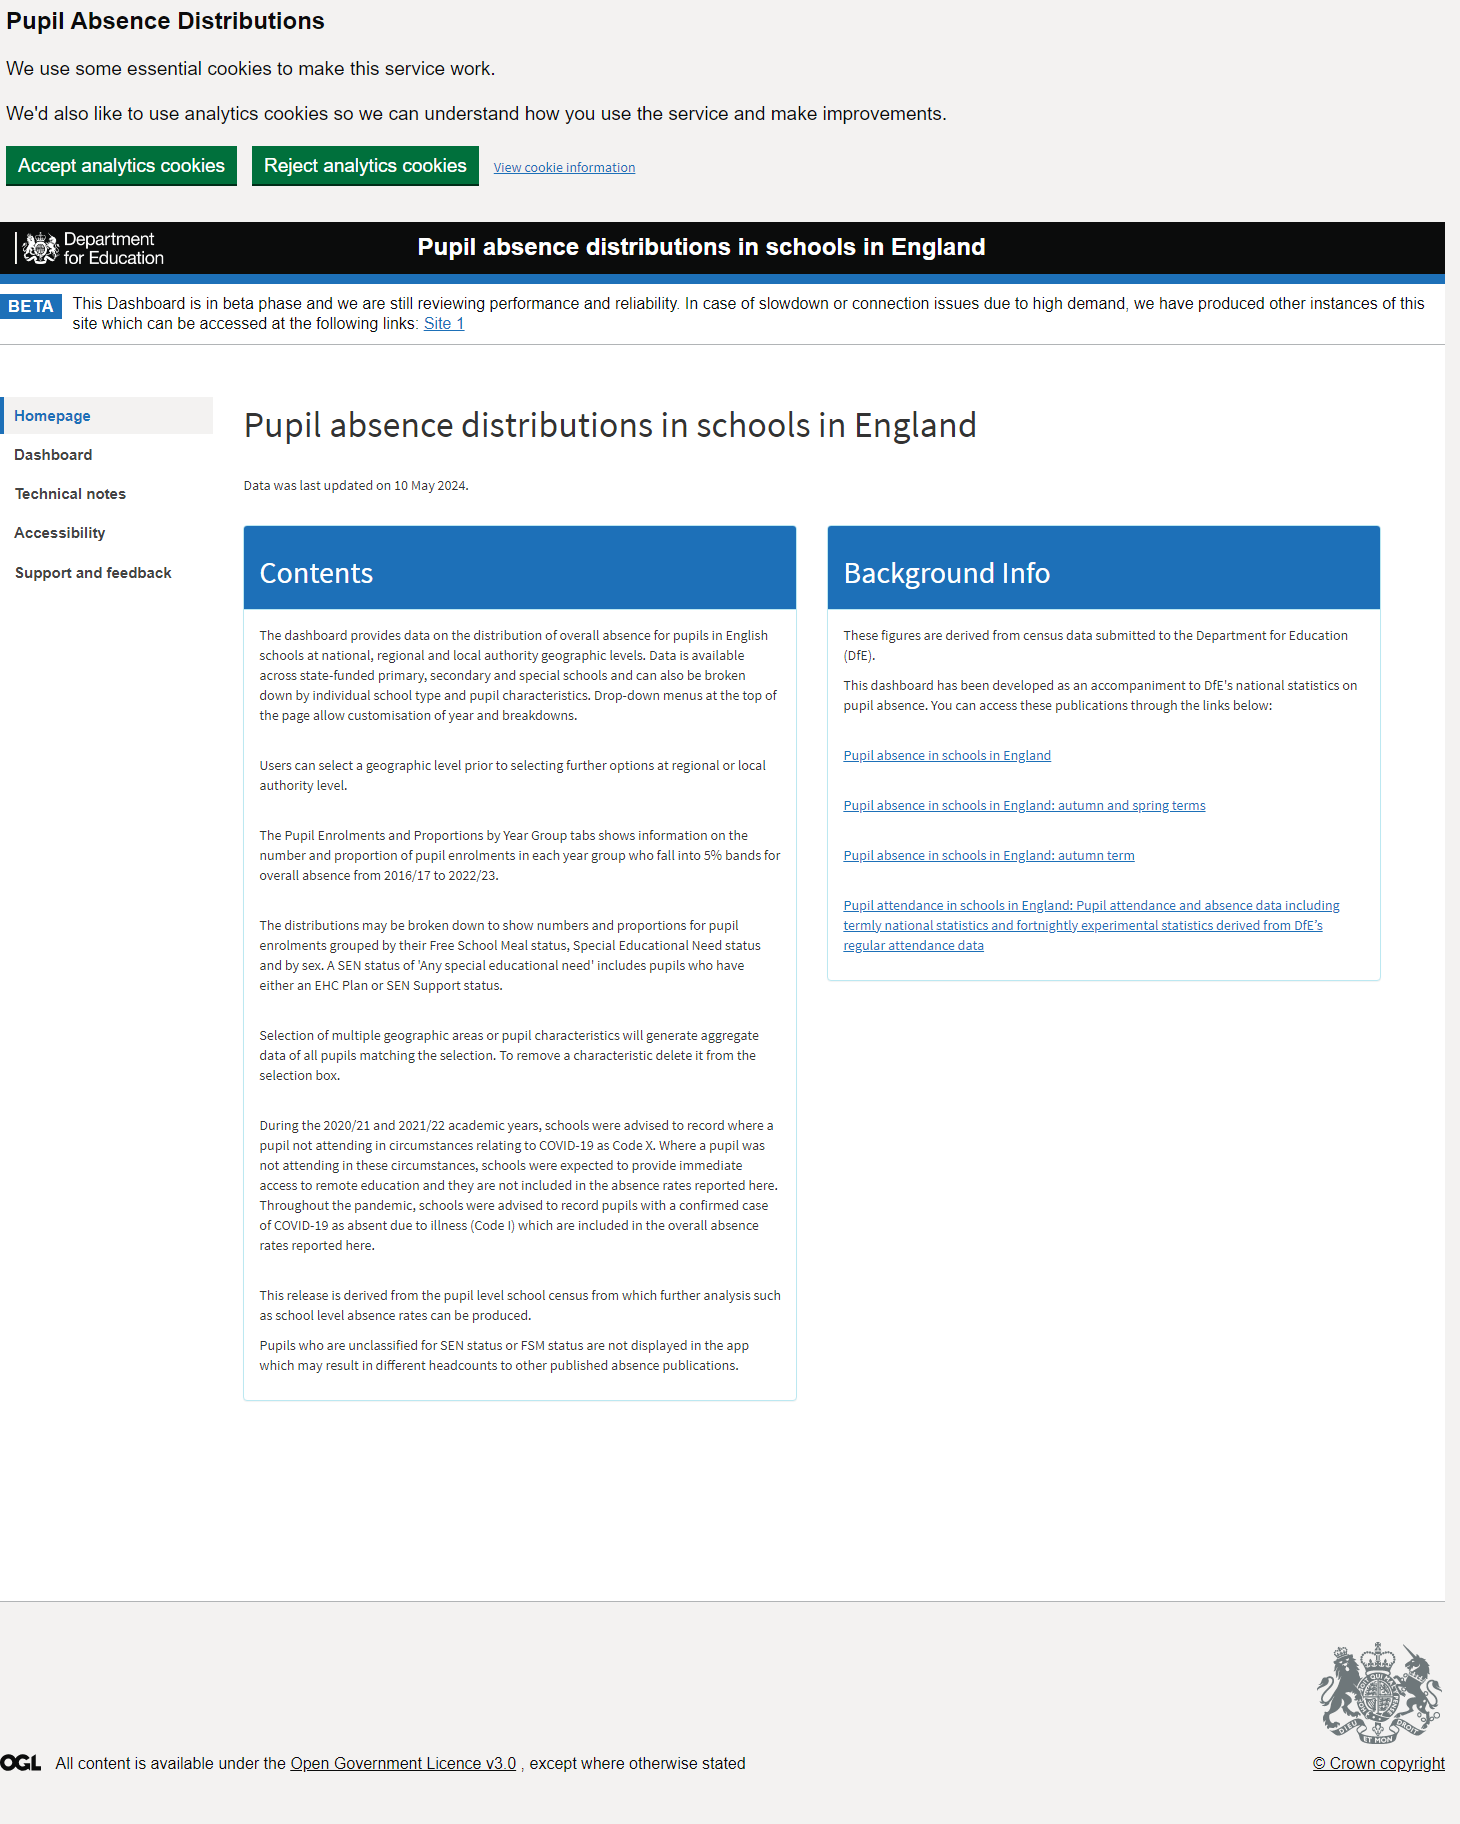 Pupil Absence Distributions
We use some essential cookies to make this service work.
We'd also like to use analytics cookies so we can understand how you use the service and make improvements.
Accept analytics cookies
Reject analytics cookies
View cookie information
Department
for Education
Pupil absence distributions in schools in England
BETA
This Dashboard is in beta phase and we are still reviewing performance and reliability. In case of slowdown or connection issues due to high demand, we have produced other instances of this
site which can be accessed at the following links: Site 1
Homepage
Dashboard
Technical notes
Accessibility
Support and feedback
Pupil absence distributions in schools in England
Data was last updated on 10 May 2024.
Contents
The dashboard provides data on the distribution of overall absence for pupils in English
schools at national, regional and local authority geographic levels. Data is available
across state-funded primary, secondary and special schools and can also be broken
down by individual school type and pupil characteristics. Drop-down menus at the top of
the page allow customisation of year and breakdowns.
Users can select a geographic level prior to selecting further options at regional or local
authority level.
The Pupil Enrolments and Proportions by Year Group tabs shows information on the
number and proportion of pupil enrolments in each year group who fall into 5% bands for
overall absence from 2016/17 to 2022/23.
The distributions may be broken down to show numbers and proportions for pupil
enrolments grouped by their Free School Meal status, Special Educational Need status
and by sex. A SEN status of 'Any special educational need' includes pupils who have
either an EHC Plan or SEN Support status.
Selection of multiple geographic areas or pupil characteristics will generate aggregate
data of all pupils matching the selection. To remove a characteristic delete it from the
selection box.
During the 2020/21 and 2021/22 academic years, schools were advised to record where a
pupil not attending in circumstances relating to COVID-19 as Code X. Where a pupil was
not attending in these circumstances, schools were expected to provide immediate
access to remote education and they are not included in the absence rates reported here.
Throughout the pandemic, schools were advised to record pupils with a confirmed case
of COVID-19 as absent due to illness (Code I) which are included in the overall absence
rates reported here.
This release is derived from the pupil level school census from which further analysis such
as school level absence rates can be produced.
Pupils who are unclassified for SEN status or FSM status are not displayed in the app
which may result in different headcounts to other published absence publications.
Background Info
These figures are derived from census data submitted to the Department for Education
(DfE).
This dashboard has been developed as an accompaniment to DfE's national statistics on
pupil absence. You can access these publications through the links below:
Pupil absence in schools in England
Pupil absence in schools in England: autumn and spring terms
Pupil absence in schools in England: autumn term
Pupil attendance in schools in England: Pupil attendance and absence data including
termly national statistics and fortnightly experimental statistics derived from DfE’s
regular attendance data
DIEU ET MON DROIT
OGL
All content is available under the Open Government Licence v3.0 , except where otherwise stated
© Crown copyright